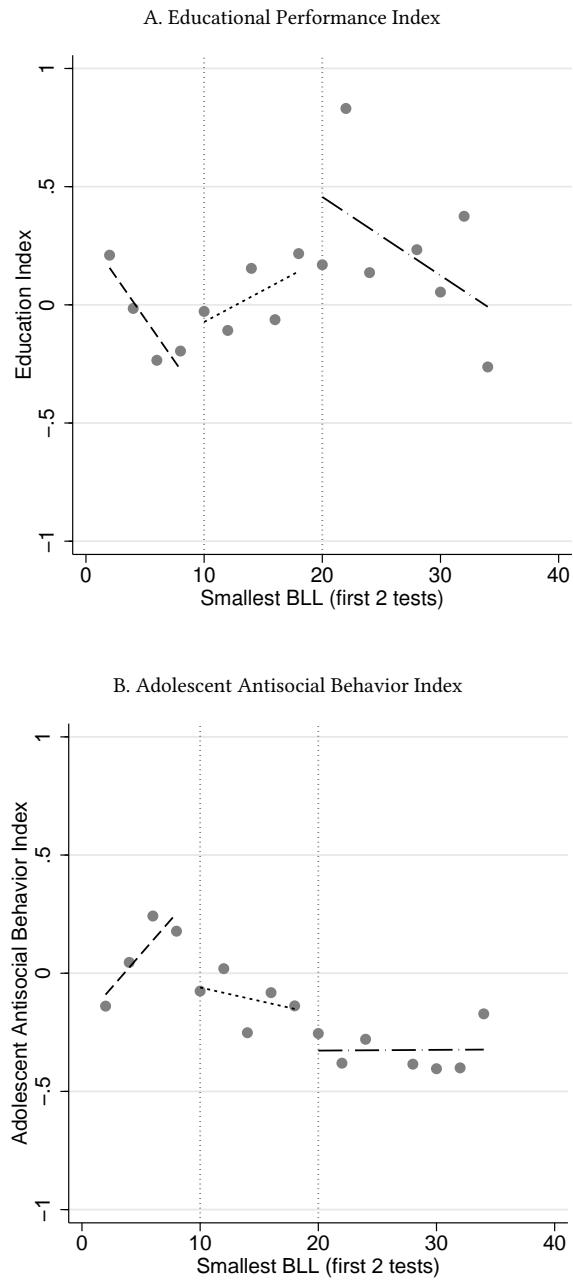 A. Educational Performance Index
Education Index
1
.5
0
-.5
-1
0 10 20 30 40
Smallest BLL (first 2 tests)
B. Adolescent Antisocial Behavior Index
Adolescent Antisocial Behavior Index
1
.5
0
-.5
-1
0 10 20 30 40
Smallest BLL (first 2 tests)